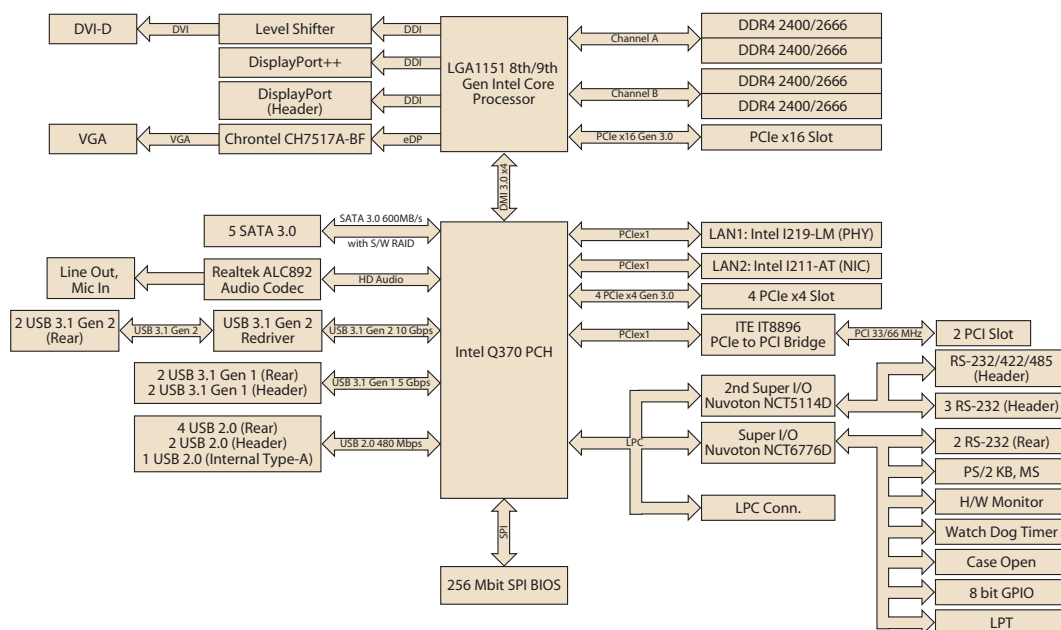 DVI-D
DVI
Level Shifter
DDI
DisplayPort++
DDI
DisplayPort
(Header)
DDI
VGA
VGA
Chrontel CH7517A-BF
eDP
LGA1151 8th/9th
Gen Intel Core
Processor
Channel A
DDR4 2400/2666
DDR4 2400/2666
Channel B
DDR4 2400/2666
DDR4 2400/2666
PCIe x16 Gen 3.0
PCIe x16 Slot
DMI 3.0 x4
5 SATA 3.0
SATA 3.0 600MB/s
with S/W RAID
Line Out,
Mic In
Realtek ALC892
Audio Codec
HD Audio
2 USB 3.1 Gen 2
(Rear)
USB 3.1 Gen 2
USB 3.1 Gen 2
Redriver
USB 3.1 Gen 2 10 Gbps
2 USB 3.1 Gen 1 (Rear)
2 USB 3.1 Gen 1 (Header)
USB 3.1 Gen 1 5 Gbps
4 USB 2.0 (Rear)
2 USB 2.0 (Header)
1 USB 2.0 (Internal Type-A)
USB 2.0 480 Mbps
Intel Q370 PCH
PCIex1
LAN1: Intel I219-LM (PHY)
PCIex1
LAN2: Intel I211-AT (NIC)
4 PCIe x4 Gen 3.0
4 PCIe x4 Slot
PCIex1
ITE IT8896
PCIe to PCI Bridge
PCI 33/66 MHz
2 PCI Slot
LPC
2nd Super I/O
Nuvoton NCT5114D
RS-232/422/485
(Header)
3 RS-232 (Header)
Super I/O
Nuvoton NCT6776D
2 RS-232 (Rear)
PS/2 KB, MS
H/W Monitor
Watch Dog Timer
Case Open
8 bit GPIO
LPT
LPC Conn.
SPI
256 Mbit SPI BIOS